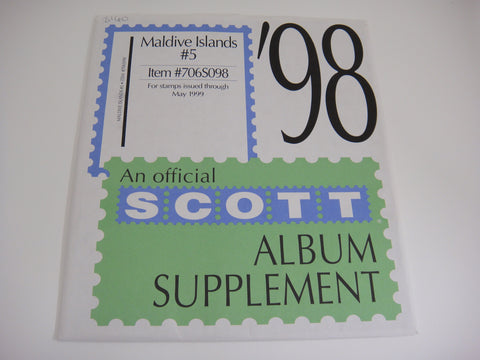 Maldive Islands
#5
Item #706S098
For stamps issued through
May 1999
'98
An official
SCOTT
ALBUM
SUPPLEMENT